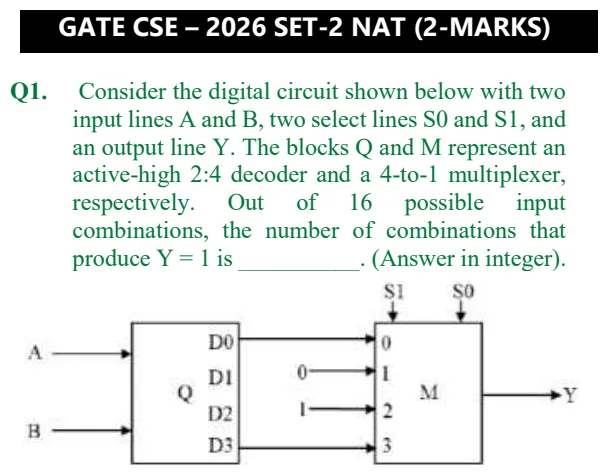 GATE CSE – 2026 SET-2 NAT (2-MARKS)
Q1. Consider the digital circuit shown below with two
input lines A and B, two select lines S0 and S1, and
an output line Y. The blocks Q and M represent an
active-high 2:4 decoder and a 4-to-1 multiplexer,
respectively. Out of 16 possible input
combinations, the number of combinations that
produce Y = 1 is __________. (Answer in integer).
S1 S0
D0 0
A
D1 0 1
Q M Y
D2 1 2
B
D3 3